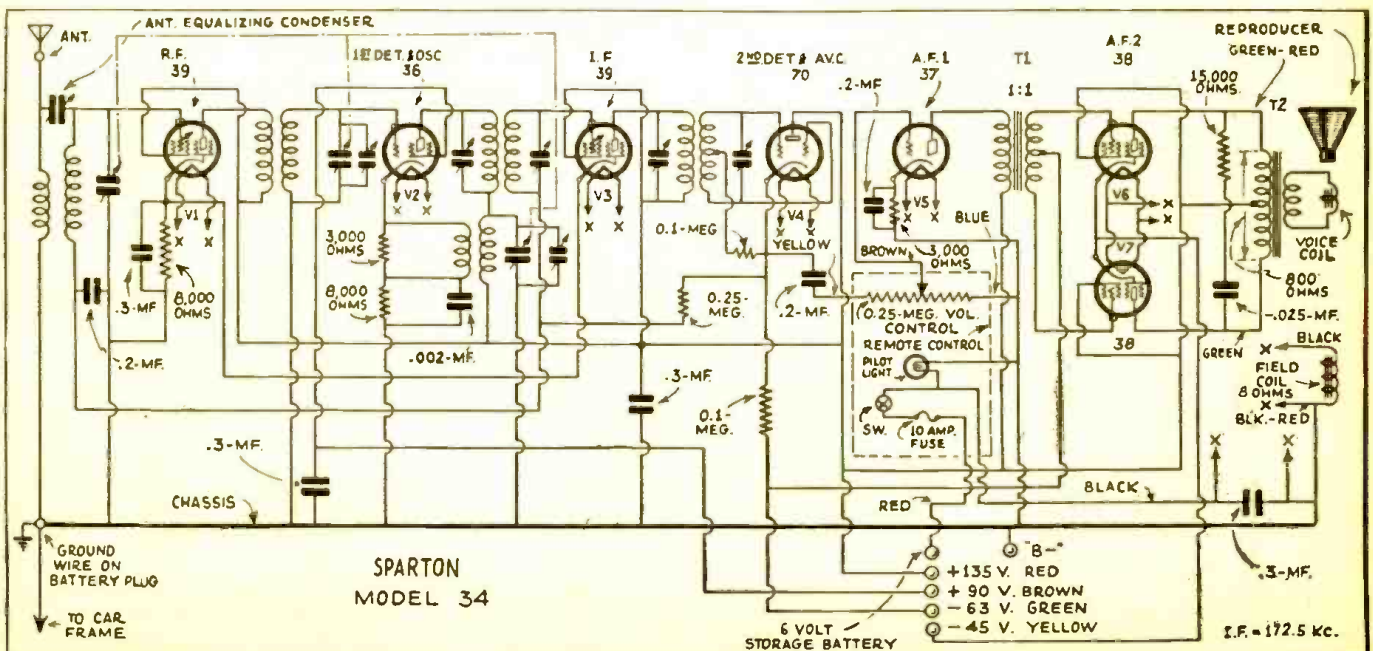 ANT. EQUALIZING CONDENSER
ANT.
R.F.
39
1ST DET. & OSC
36
I.F
39
2ND DET & AVC.
70
A.F.1
37
T1
1:1
A.F.2
38
REPRODUCER
GREEN-RED
15,000
OHMS.
T2
.2-MF
V1
V2
V3
V4
V5
V6
V7
X X
X X
X X
X X
X X
X
X
YELLOW
0.1-MEG
BROWN
BLUE
3,000
OHMS
3,000
OHMS
8,000
OHMS
8,000
OHMS
.3-MF
.2-MF.
.002-MF.
0.25-
MEG.
.2-MF.
0.25-MEG. VOL.
CONTROL
REMOTE CONTROL
PILOT
LIGHT
SW.
10 AMP.
FUSE
38
VOICE
COIL
800
OHMS
.025-MF.
GREEN
BLACK
X
FIELD
COIL
8 OHMS
X
BLK.-RED
.3-MF.
0.1-
MEG.
.3-MF.
X
X
CHASSIS
RED
BLACK
GROUND
WIRE ON
BATTERY PLUG
TO CAR
FRAME
SPARTON
MODEL 34
"B-"
+135 V. RED
+ 90 V. BROWN
- 63 V. GREEN
- 45 V. YELLOW
6 VOLT
STORAGE BATTERY
.3-MF.
I.F. = 172.5 KC.